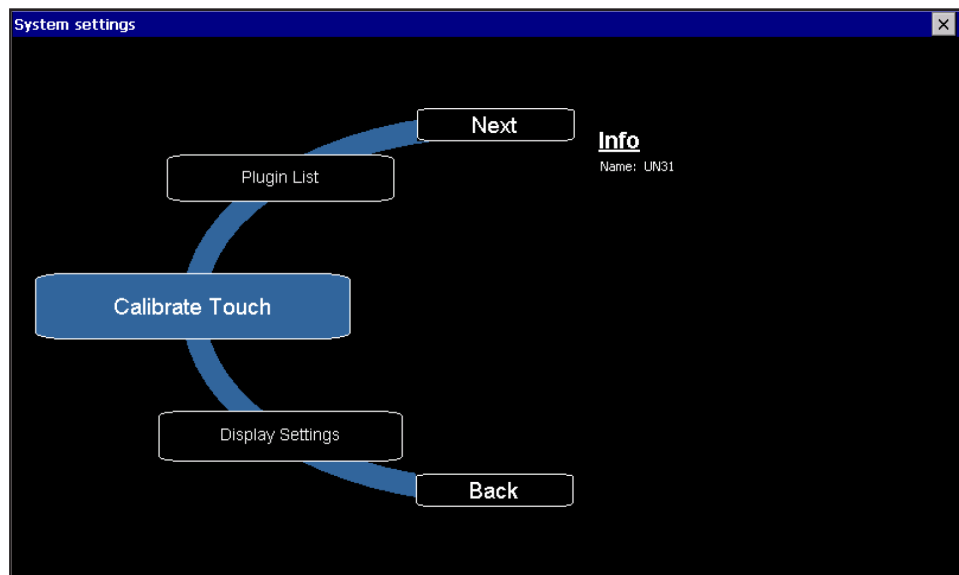 System settings
Next
Info
Name: UN31
Plugin List
Calibrate Touch
Display Settings
Back